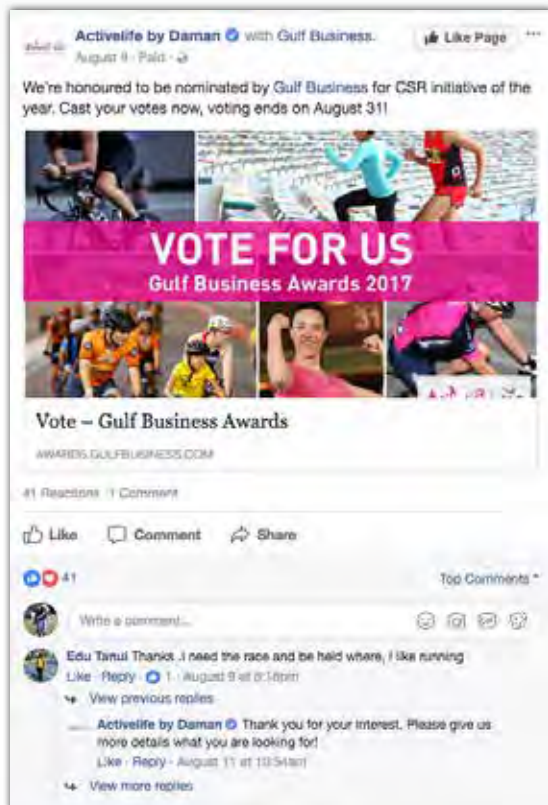 Activelife by Daman with Gulf Business.
Like Page
August 9 · Paid ·
We're honoured to be nominated by Gulf Business for CSR initiative of the
year. Cast your votes now, voting ends on August 31!
VOTE FOR US
Gulf Business Awards 2017
Vote – Gulf Business Awards
AWARDS.GULFBUSINESS.COM
41 Reactions 1 Comment
Like Comment Share
41 Top Comments
Write a comment...
Edu Tanui Thanks .I need the race and be held where, I like running
Like · Reply · 1 · August 9 at
View previous replies
Activelife by Daman Thank you for your interest. Please give us
more details what you are looking for!
Like · Reply · August 11 at 10:54am
View more replies